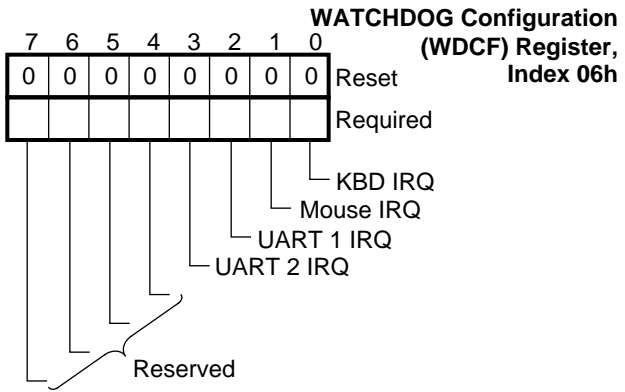 WATCHDOG Configuration
(WDCF) Register,
Index 06h
7 6 5 4 3 2 1 0
0 0 0 0 0 0 0 0 Reset
Required
KBD IRQ
Mouse IRQ
UART 1 IRQ
UART 2 IRQ
Reserved